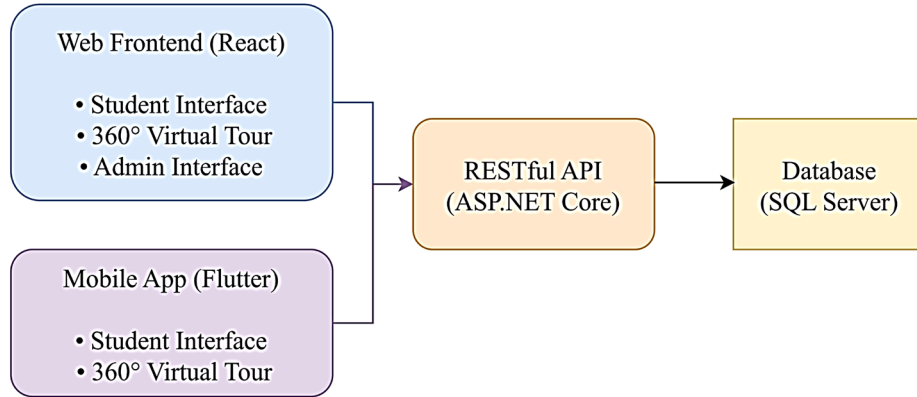 Web Frontend (React)
• Student Interface
• 360° Virtual Tour
• Admin Interface
Mobile App (Flutter)
• Student Interface
• 360° Virtual Tour
RESTful API
(ASP.NET Core)
Database
(SQL Server)